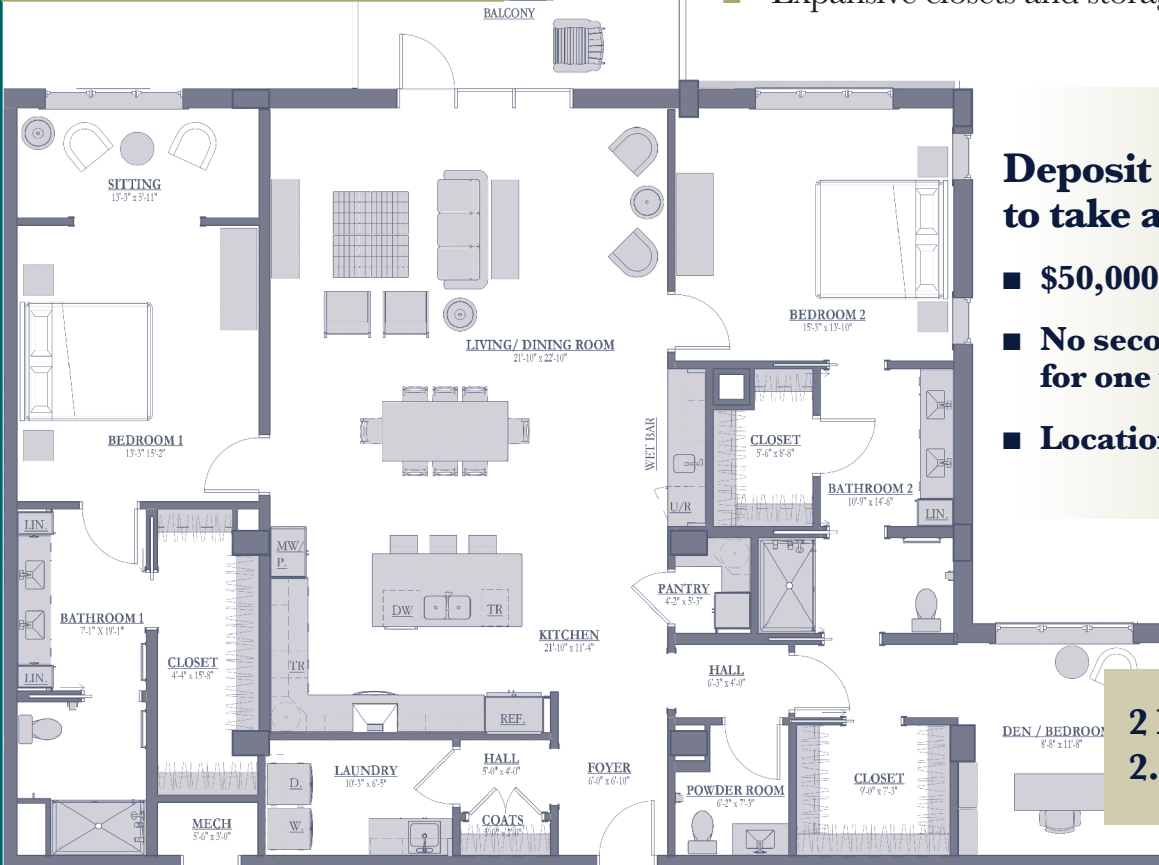 BALCONY
Expansive closets and storag
SITTING
13'-3" x 5'-11"
BEDROOM 2
15'-3" x 13'-10"
LIVING/ DINING ROOM
21'-10" x 22'-10"
BEDROOM 1
13'-3" 15'-2"
WET BAR
CLOSET
5'-6" x 8'-8"
BATHROOM 2
10'-9" x 14'-6"
U/R
LIN.
LIN.
MW/
P.
PANTRY
4'-2" x 5'-3"
DW
TR
BATHROOM 1
7'-1" X 19'-1"
KITCHEN
21'-10" x 11'-4"
CLOSET
4'-4" x 15'-8"
TR
LIN.
HALL
6'-3" x 4'-0"
REF.
DEN / BEDROOM
8'-8" x 11'-8"
HALL
5'-0" x 4'-0"
LAUNDRY
10'-3" x 6'-5"
FOYER
6'-0" x 6'-10"
D.
CLOSET
9'-0" x 7'-3"
POWDER ROOM
6'-2" x 7'-3"
MECH
5'-6" x 3'-0"
W.
COATS
Deposit
to take a
■ $50,000
■ No seco
for one
■ Location
2
2.